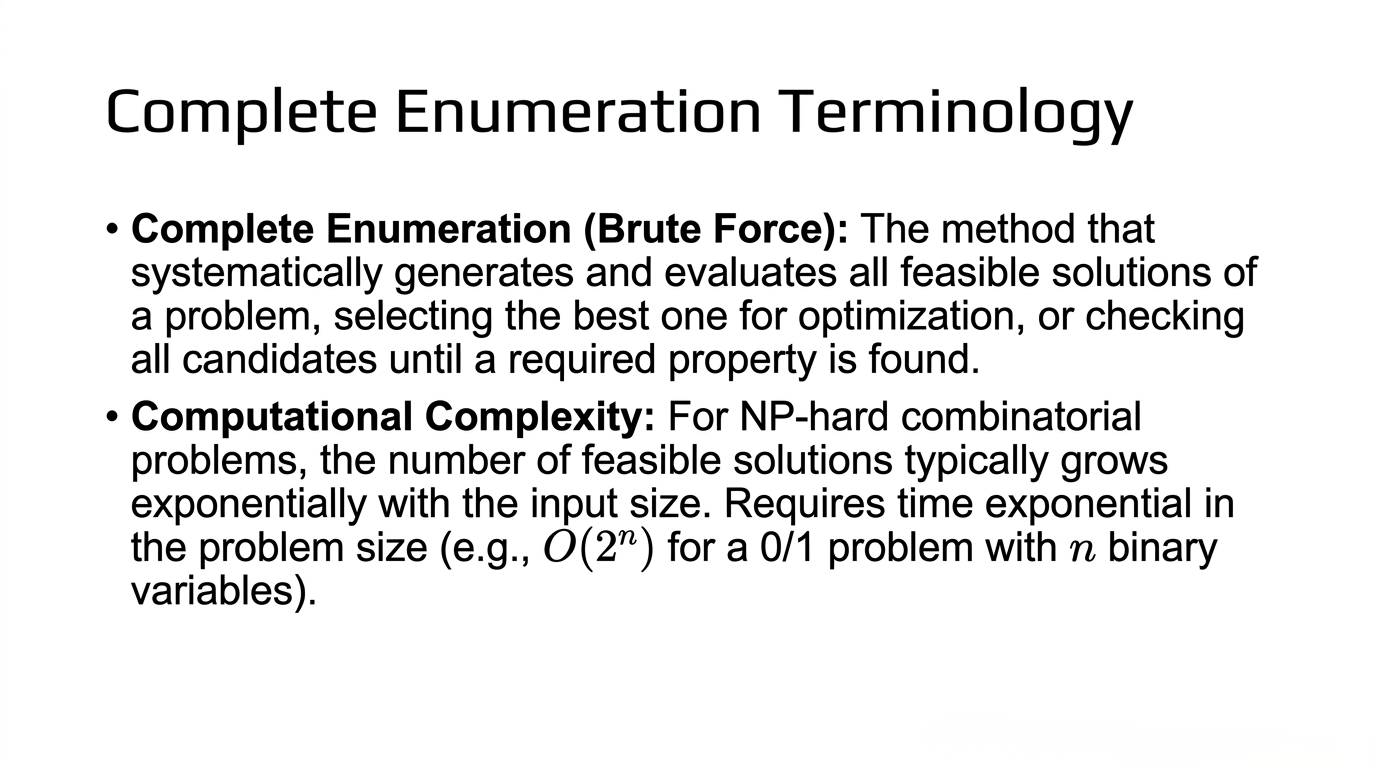 Complete Enumeration Terminology
• Complete Enumeration (Brute Force): The method that
systematically generates and evaluates all feasible solutions of
a problem, selecting the best one for optimization, or checking
all candidates until a required property is found.
• Computational Complexity: For NP-hard combinatorial
problems, the number of feasible solutions typically grows
exponentially with the input size. Requires time exponential in
the problem size (e.g., $O(2^n)$ for a 0/1 problem with $n$ binary
variables).